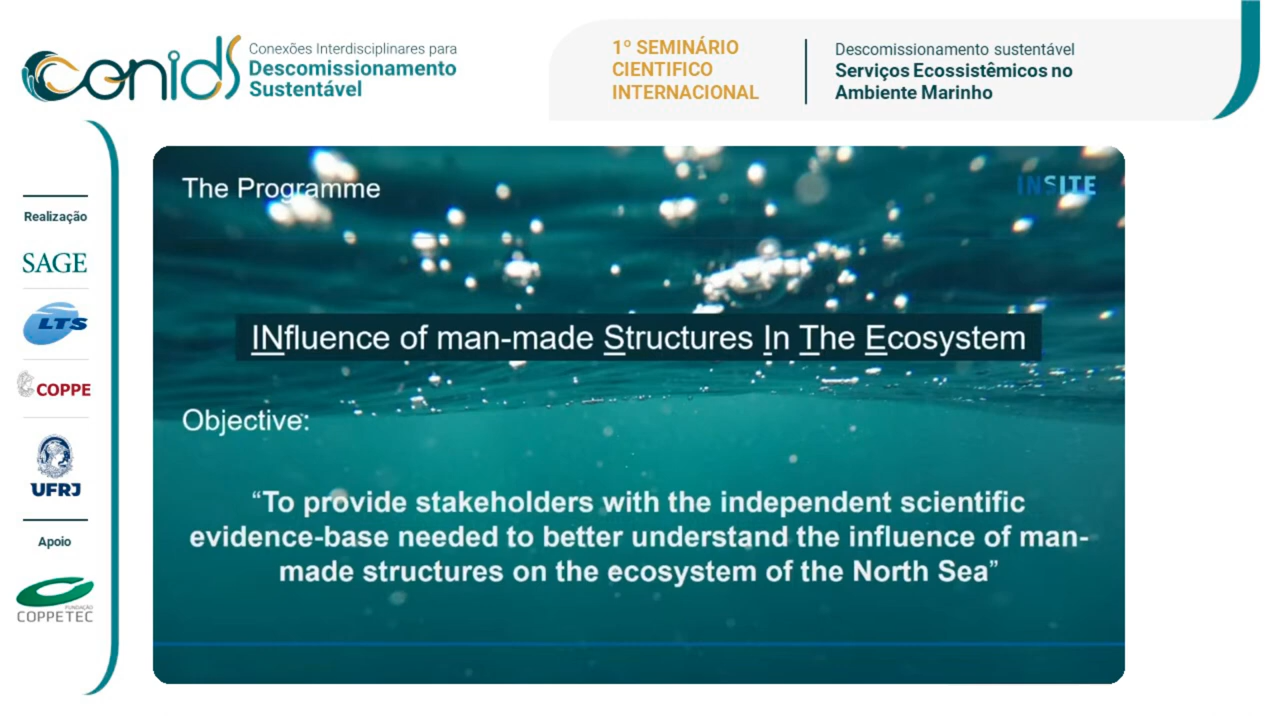 conids
Conexões Interdisciplinares para
Descomissionamento
Sustentável
1º SEMINÁRIO
CIENTIFICO
INTERNACIONAL
Descomissionamento sustentável
Serviços Ecossistêmicos no
Ambiente Marinho
Realização
SAGE
LTS
COPPE
UFRJ
Apoio
FUNDAÇÃO
COPPETEC
The Programme
INSITE
INfluence of man-made Structures In The Ecosystem
Objective:
“To provide stakeholders with the independent scientific
evidence-base needed to better understand the influence of man-
made structures on the ecosystem of the North Sea”